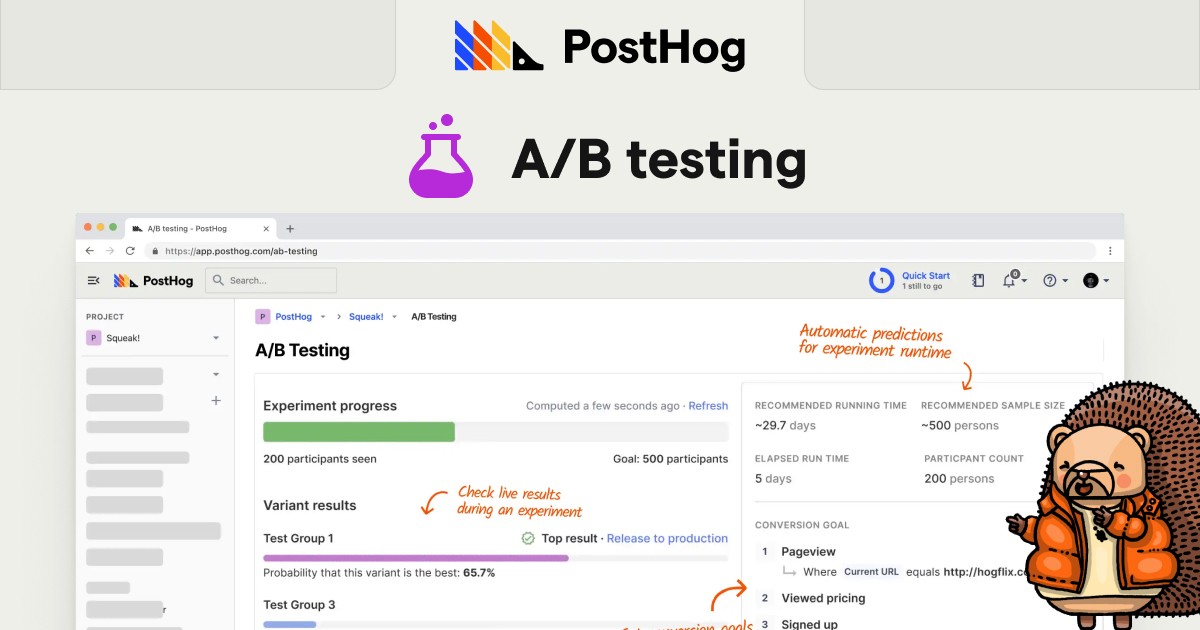 PostHog
A/B testing
A/B testing - PostHog
https://app.posthog.com/ab-testing
PostHog
Search...
1
Quick Start
1 still to go
0
PROJECT
P Squeak!
P PostHog Squeak! A/B Testing
A/B Testing
Automatic predictions
for experiment runtime
Experiment progress
Computed a few seconds ago · Refresh
200 participants seen
Goal: 500 participants
Check live results
during an experiment
Variant results
Test Group 1
Top result · Release to production
Probability that this variant is the best: 65.7%
Test Group 3
RECOMMENDED RUNNING TIME
~29.7 days
RECOMMENDED SAMPLE SIZE
~500 persons
ELAPSED RUN TIME
5 days
PARTICPANT COUNT
200 persons
CONVERSION GOAL
1 Pageview
Where Current URL equals http://hogflix.co
2 Viewed pricing
3 Signed up